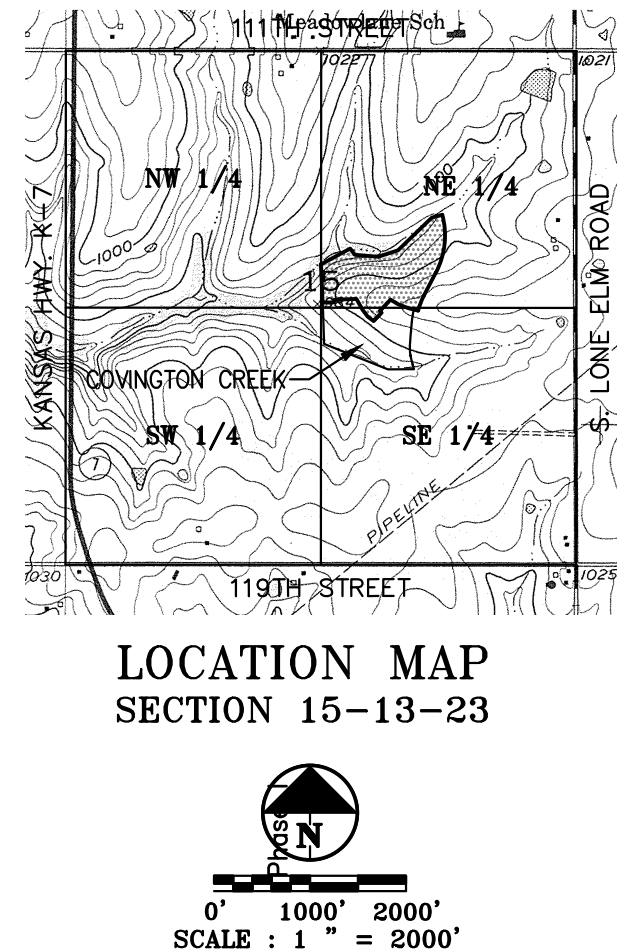 Meadowlane Sch
111TH STREET
1022
1021
NW 1/4
NE 1/4
KANSAS HWY. K-7
S. LONE ELM ROAD
1000
15
COVINGTON CREEK
SW 1/4
SE 1/4
7
PIPELINE
1030
119TH STREET
1025
LOCATION MAP
SECTION 15-13-23
Phase I
N
0' 1000' 2000'
SCALE : 1 " = 2000'